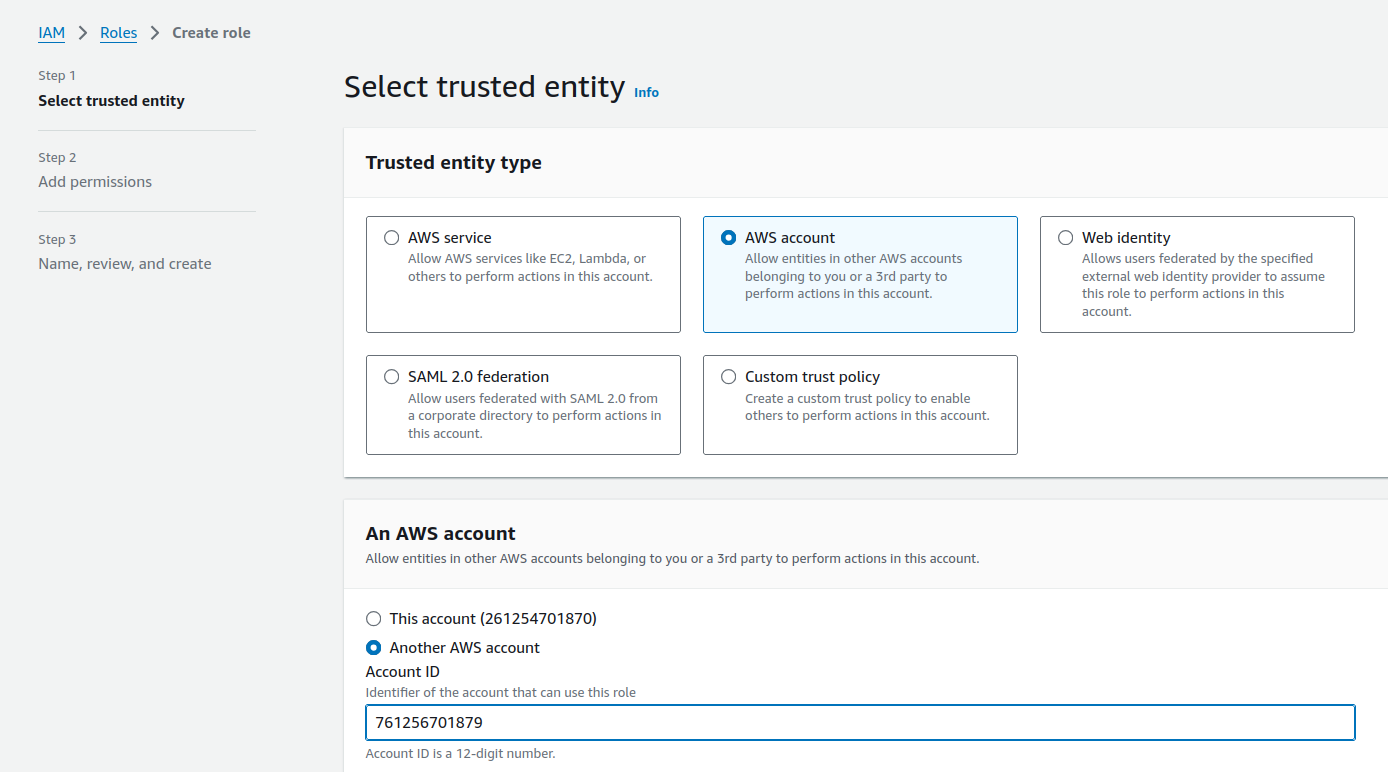 IAM > Roles > Create role
Step 1
Select trusted entity
Step 2
Add permissions
Step 3
Name, review, and create
Select trusted entity Info
Trusted entity type
AWS service
Allow AWS services like EC2, Lambda, or
others to perform actions in this account.
AWS account
Allow entities in other AWS accounts
belonging to you or a 3rd party to
perform actions in this account.
Web identity
Allows users federated by the specified
external web identity provider to assume
this role to perform actions in this
account.
SAML 2.0 federation
Allow users federated with SAML 2.0 from
a corporate directory to perform actions in
this account.
Custom trust policy
Create a custom trust policy to enable
others to perform actions in this account.
An AWS account
Allow entities in other AWS accounts belonging to you or a 3rd party to perform actions in this account.
This account (261254701870)
Another AWS account
Account ID
Identifier of the account that can use this role
761256701879
Account ID is a 12-digit number.